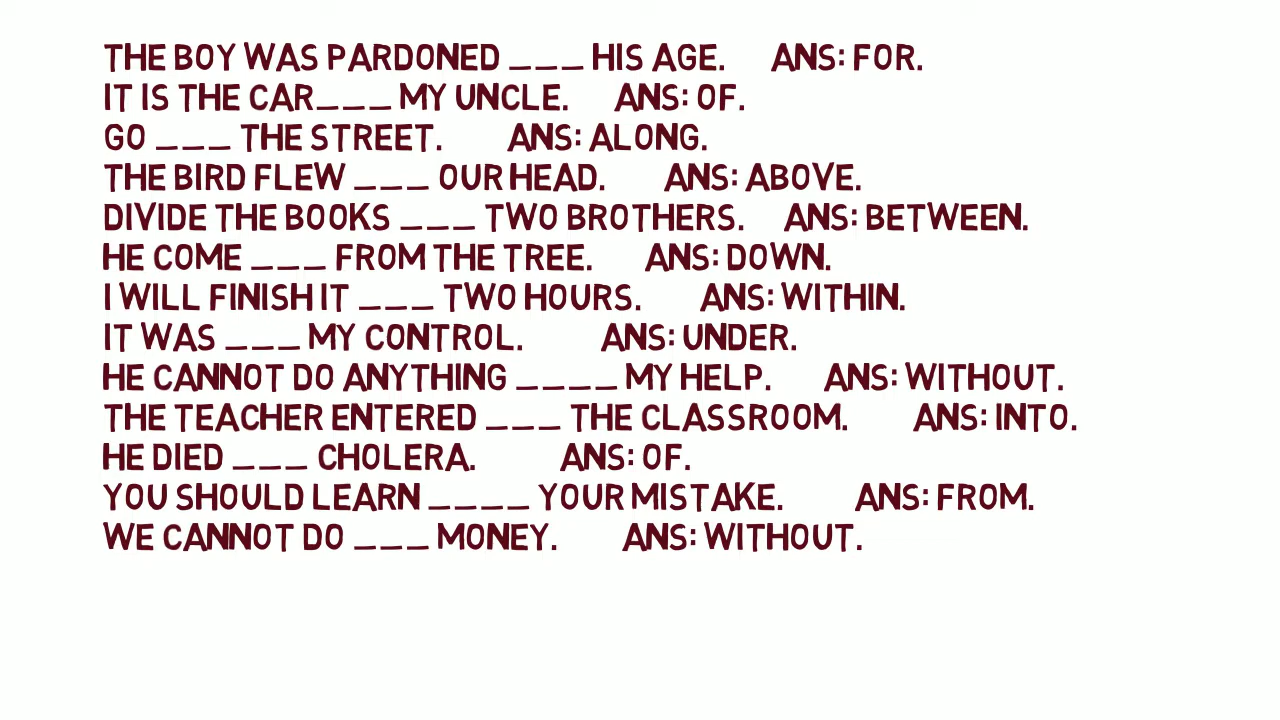 THE BOY WAS PARDONED ___ HIS AGE. ANS: FOR.
IT IS THE CAR___ MY UNCLE. ANS: OF.
GO ___ THE STREET. ANS: ALONG.
THE BIRD FLEW ___ OUR HEAD. ANS: ABOVE.
DIVIDE THE BOOKS ___ TWO BROTHERS. ANS: BETWEEN.
HE COME ___ FROM THE TREE. ANS: DOWN.
I WILL FINISH IT ___ TWO HOURS. ANS: WITHIN.
IT WAS ___ MY CONTROL. ANS: UNDER.
HE CANNOT DO ANYTHING ____ MY HELP. ANS: WITHOUT.
THE TEACHER ENTERED ___ THE CLASSROOM. ANS: INTO.
HE DIED ___ CHOLERA. ANS: OF.
YOU SHOULD LEARN ____ YOUR MISTAKE. ANS: FROM.
WE CANNOT DO ___ MONEY. ANS: WITHOUT.